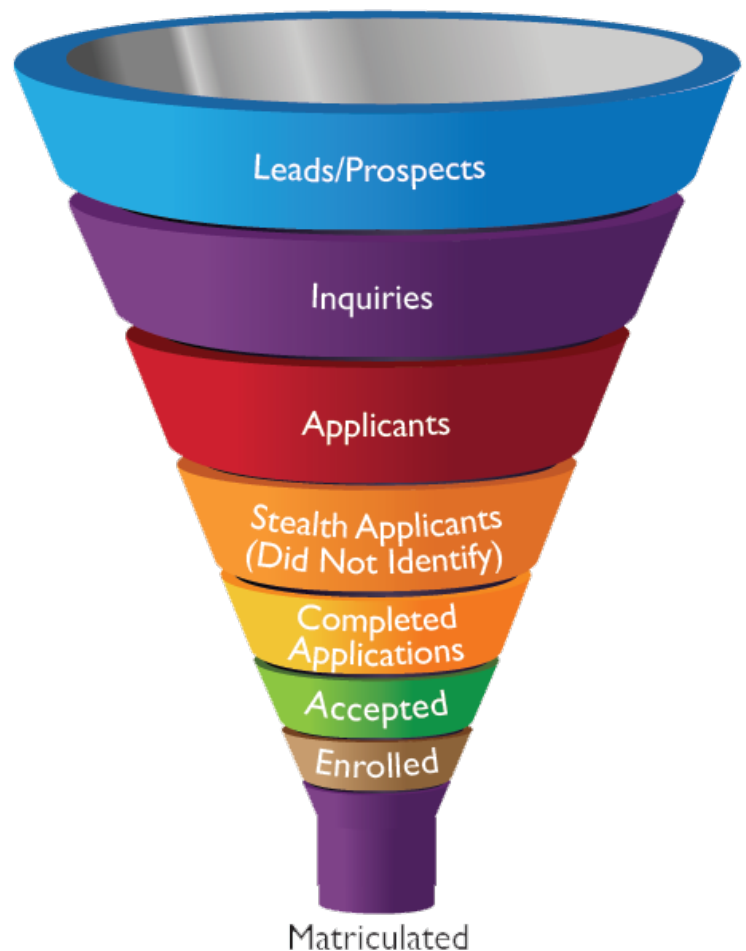 Leads/Prospects
Inquiries
Applicants
Stealth Applicants
(Did Not Identify)
Completed
Applications
Accepted
Enrolled
Matriculated